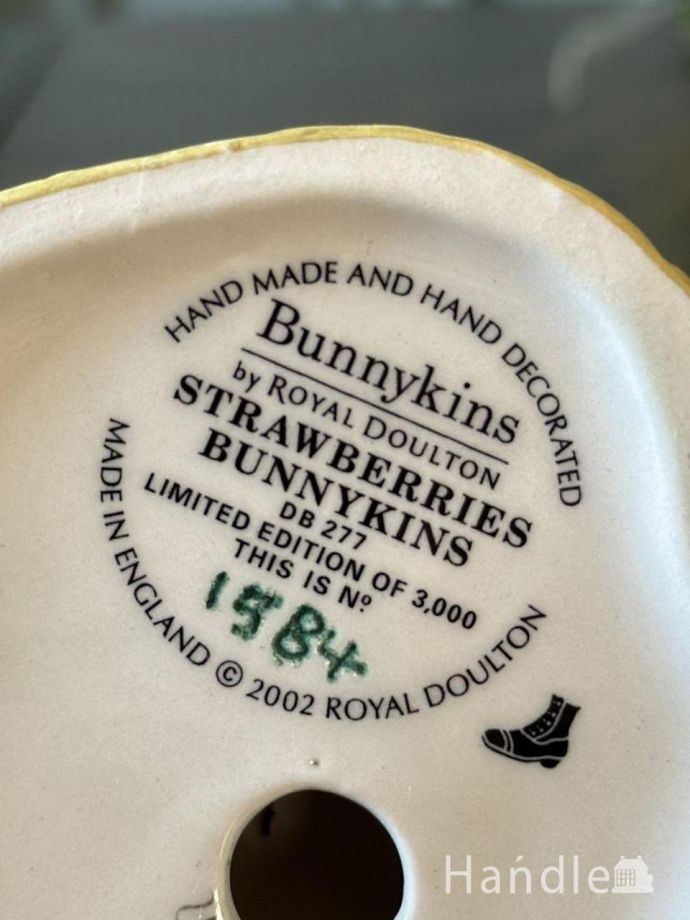 HAND MADE AND HAND DECORATED
Bunnykins
by ROYAL DOULTON
STRAWBERRIES
BUNNYKINS
DB 277
LIMITED EDITION OF 3,000
THIS IS Nº
1984
MADE IN ENGLAND © 2002 ROYAL DOULTON
Handle